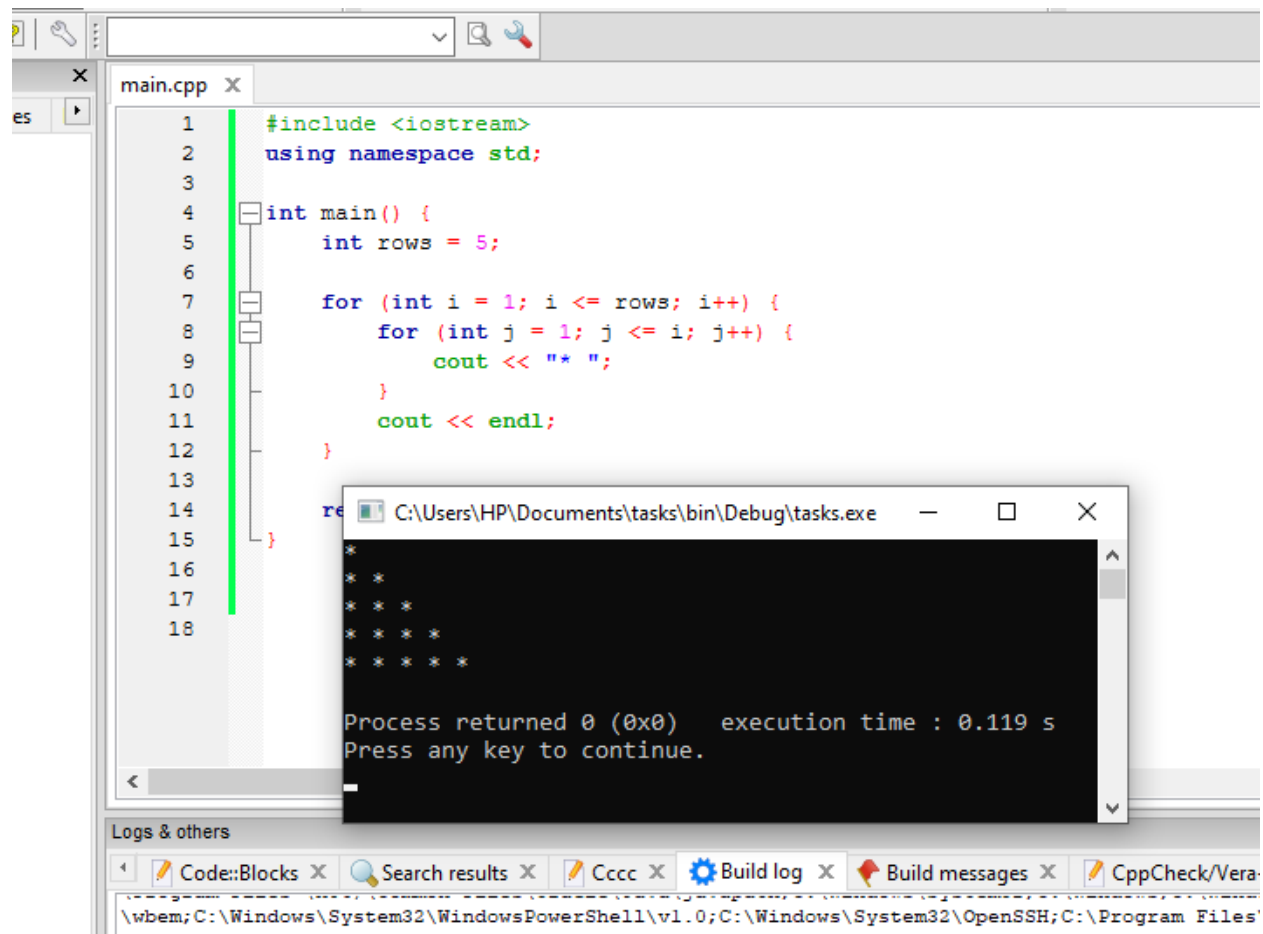 es
main.cpp
1 #include <iostream>
2 using namespace std;
3
4 int main() {
5     int rows = 5;
6
7     for (int i = 1; i <= rows; i++) {
8         for (int j = 1; j <= i; j++) {
9             cout << "* ";
10         }
11         cout << endl;
12     }
13
14     re
15 }
16
17
18
C:\Users\HP\Documents\tasks\bin\Debug\tasks.exe
*
* *
* * *
* * * *
* * * * *
Process returned 0 (0x0)   execution time : 0.119 s
Press any key to continue.
Logs & others
Code::Blocks X Search results X Cccc X Build log X Build messages X CppCheck/Vera
\wbem;C:\Windows\System32\WindowsPowerShell\v1.0;C:\Windows\System32\OpenSSH;C:\Program Files